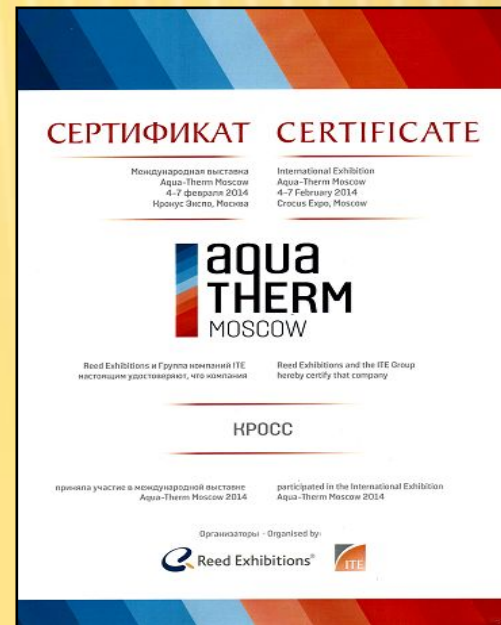 СЕРТИФИКАТ
CERTIFICATE
Международная выставка
Aqua-Therm Moscow
4-7 февраля 2014
Крокус Экспо, Москва
International Exhibition
Aqua-Therm Moscow
4-7 February 2014
Crocus Expo, Moscow
aqua
THERM
MOSCOW
Reed Exhibitions и Группа компаний ITE
настоящим удостоверяют, что компания
Reed Exhibitions and the ITE Group
hereby certify that company
КРОСС
приняла участие в международной выставке
Aqua-Therm Moscow 2014
participated in the International Exhibition
Aqua-Therm Moscow 2014
Организаторы - Organised by:
Reed Exhibitions®
ITE